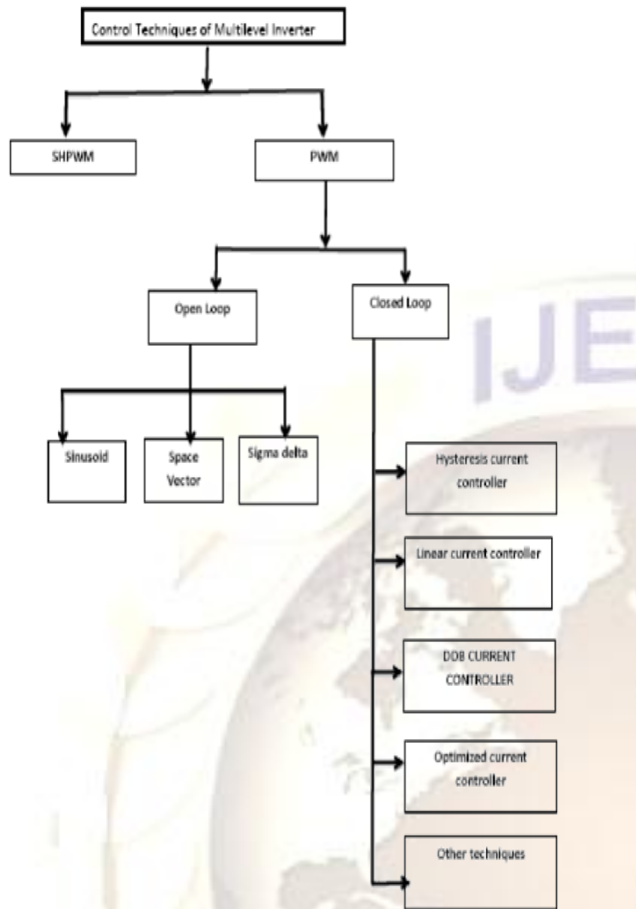 Control Techniques of Multilevel Inverter
SHPWM
PWM
Open Loop
Closed Loop
IJE
Sinusoid
Space
Vector
Sigma delta
Hysteresis current
controller
Linear current controller
DOB CURRENT
CONTROLLER
Optimized current
controller
Other techniques